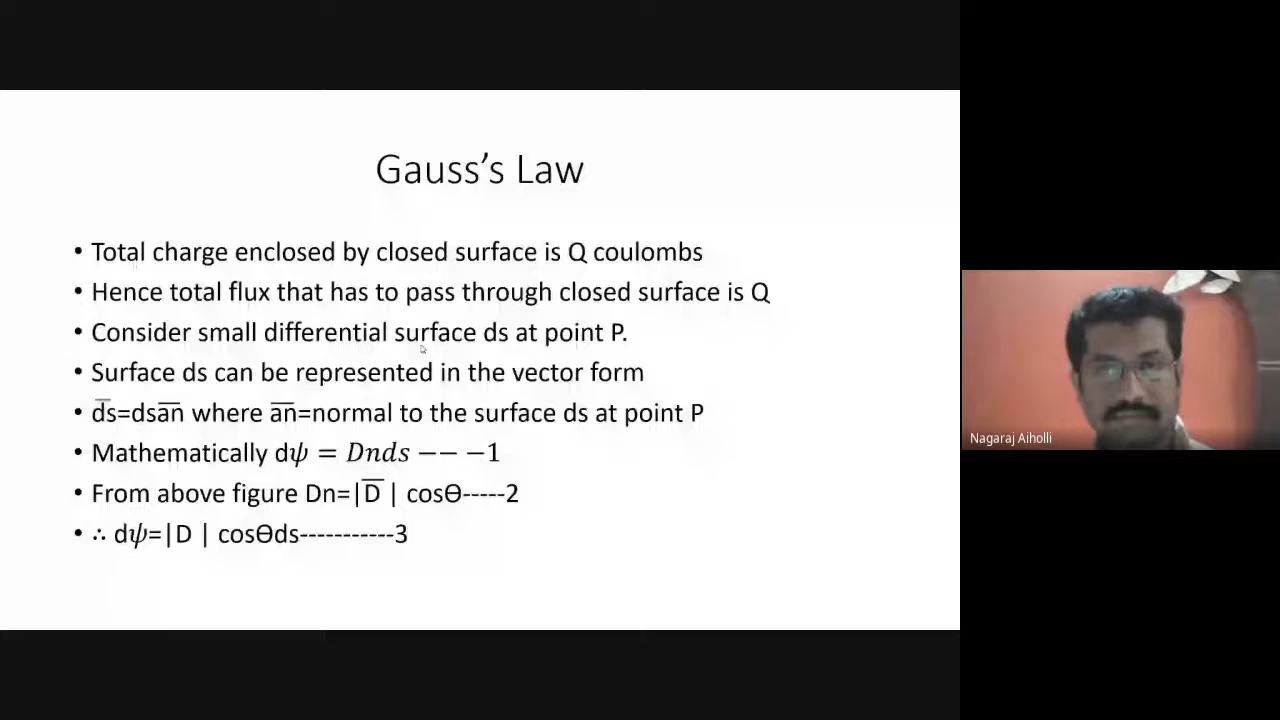 Gauss’s Law
• Total charge enclosed by closed surface is Q coulombs
• Hence total flux that has to pass through closed surface is Q
• Consider small differential surface ds at point P.
• Surface ds can be represented in the vector form
• d̅s=dsa̅n̅ where a̅n̅=normal to the surface ds at point P
• Mathematically d𝜓 = 𝐷𝑛𝑑𝑠 −− −1
• From above figure Dn=|D̅ | cosϴ-----2
• ∴ d𝜓=|D | cosϴds-----------3
Nagaraj Aiholli